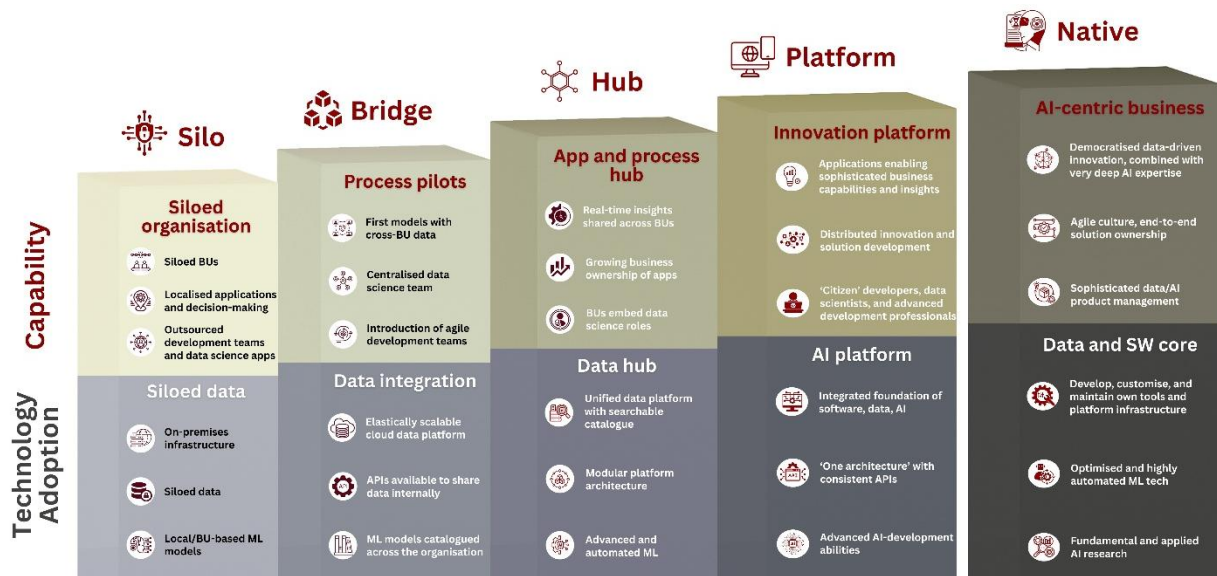 Silo
Siloed
organisation
Siloed BUs
Localised applications
and decision-making
Outsourced
development teams
and data science apps
Siloed data
On-premises
infrastructure
Siloed data
Local/BU-based ML
models
Bridge
Process pilots
First models with
cross-BU data
Centralised data
science team
Introduction of agile
development teams
Data integration
Elastically scalable
cloud data platform
APIs available to share
data internally
ML models catalogued
across the organisation
Hub
App and process
hub
Real-time insights
shared across BUs
Growing business
ownership of apps
BUs embed data
science roles
Data hub
Unified data platform
with searchable
catalogue
Modular platform
architecture
Advanced and
automated ML
Platform
Innovation platform
Applications enabling
sophisticated business
capabilities and insights
Distributed innovation and
solution development
‘Citizen’ developers, data
scientists, and advanced
development professionals
AI platform
Integrated foundation of
software, data, AI
‘One architecture’ with
consistent APIs
Advanced AI-development
abilities
Native
AI-centric business
Democratised data-driven
innovation, combined with
very deep AI expertise
Agile culture, end-to-end
solution ownership
Sophisticated data/AI
product management
Data and SW core
Develop, customise, and
maintain own tools and
platform infrastructure
Optimised and highly
automated ML tech
Fundamental and applied
AI research
Capability
Technology
Adoption